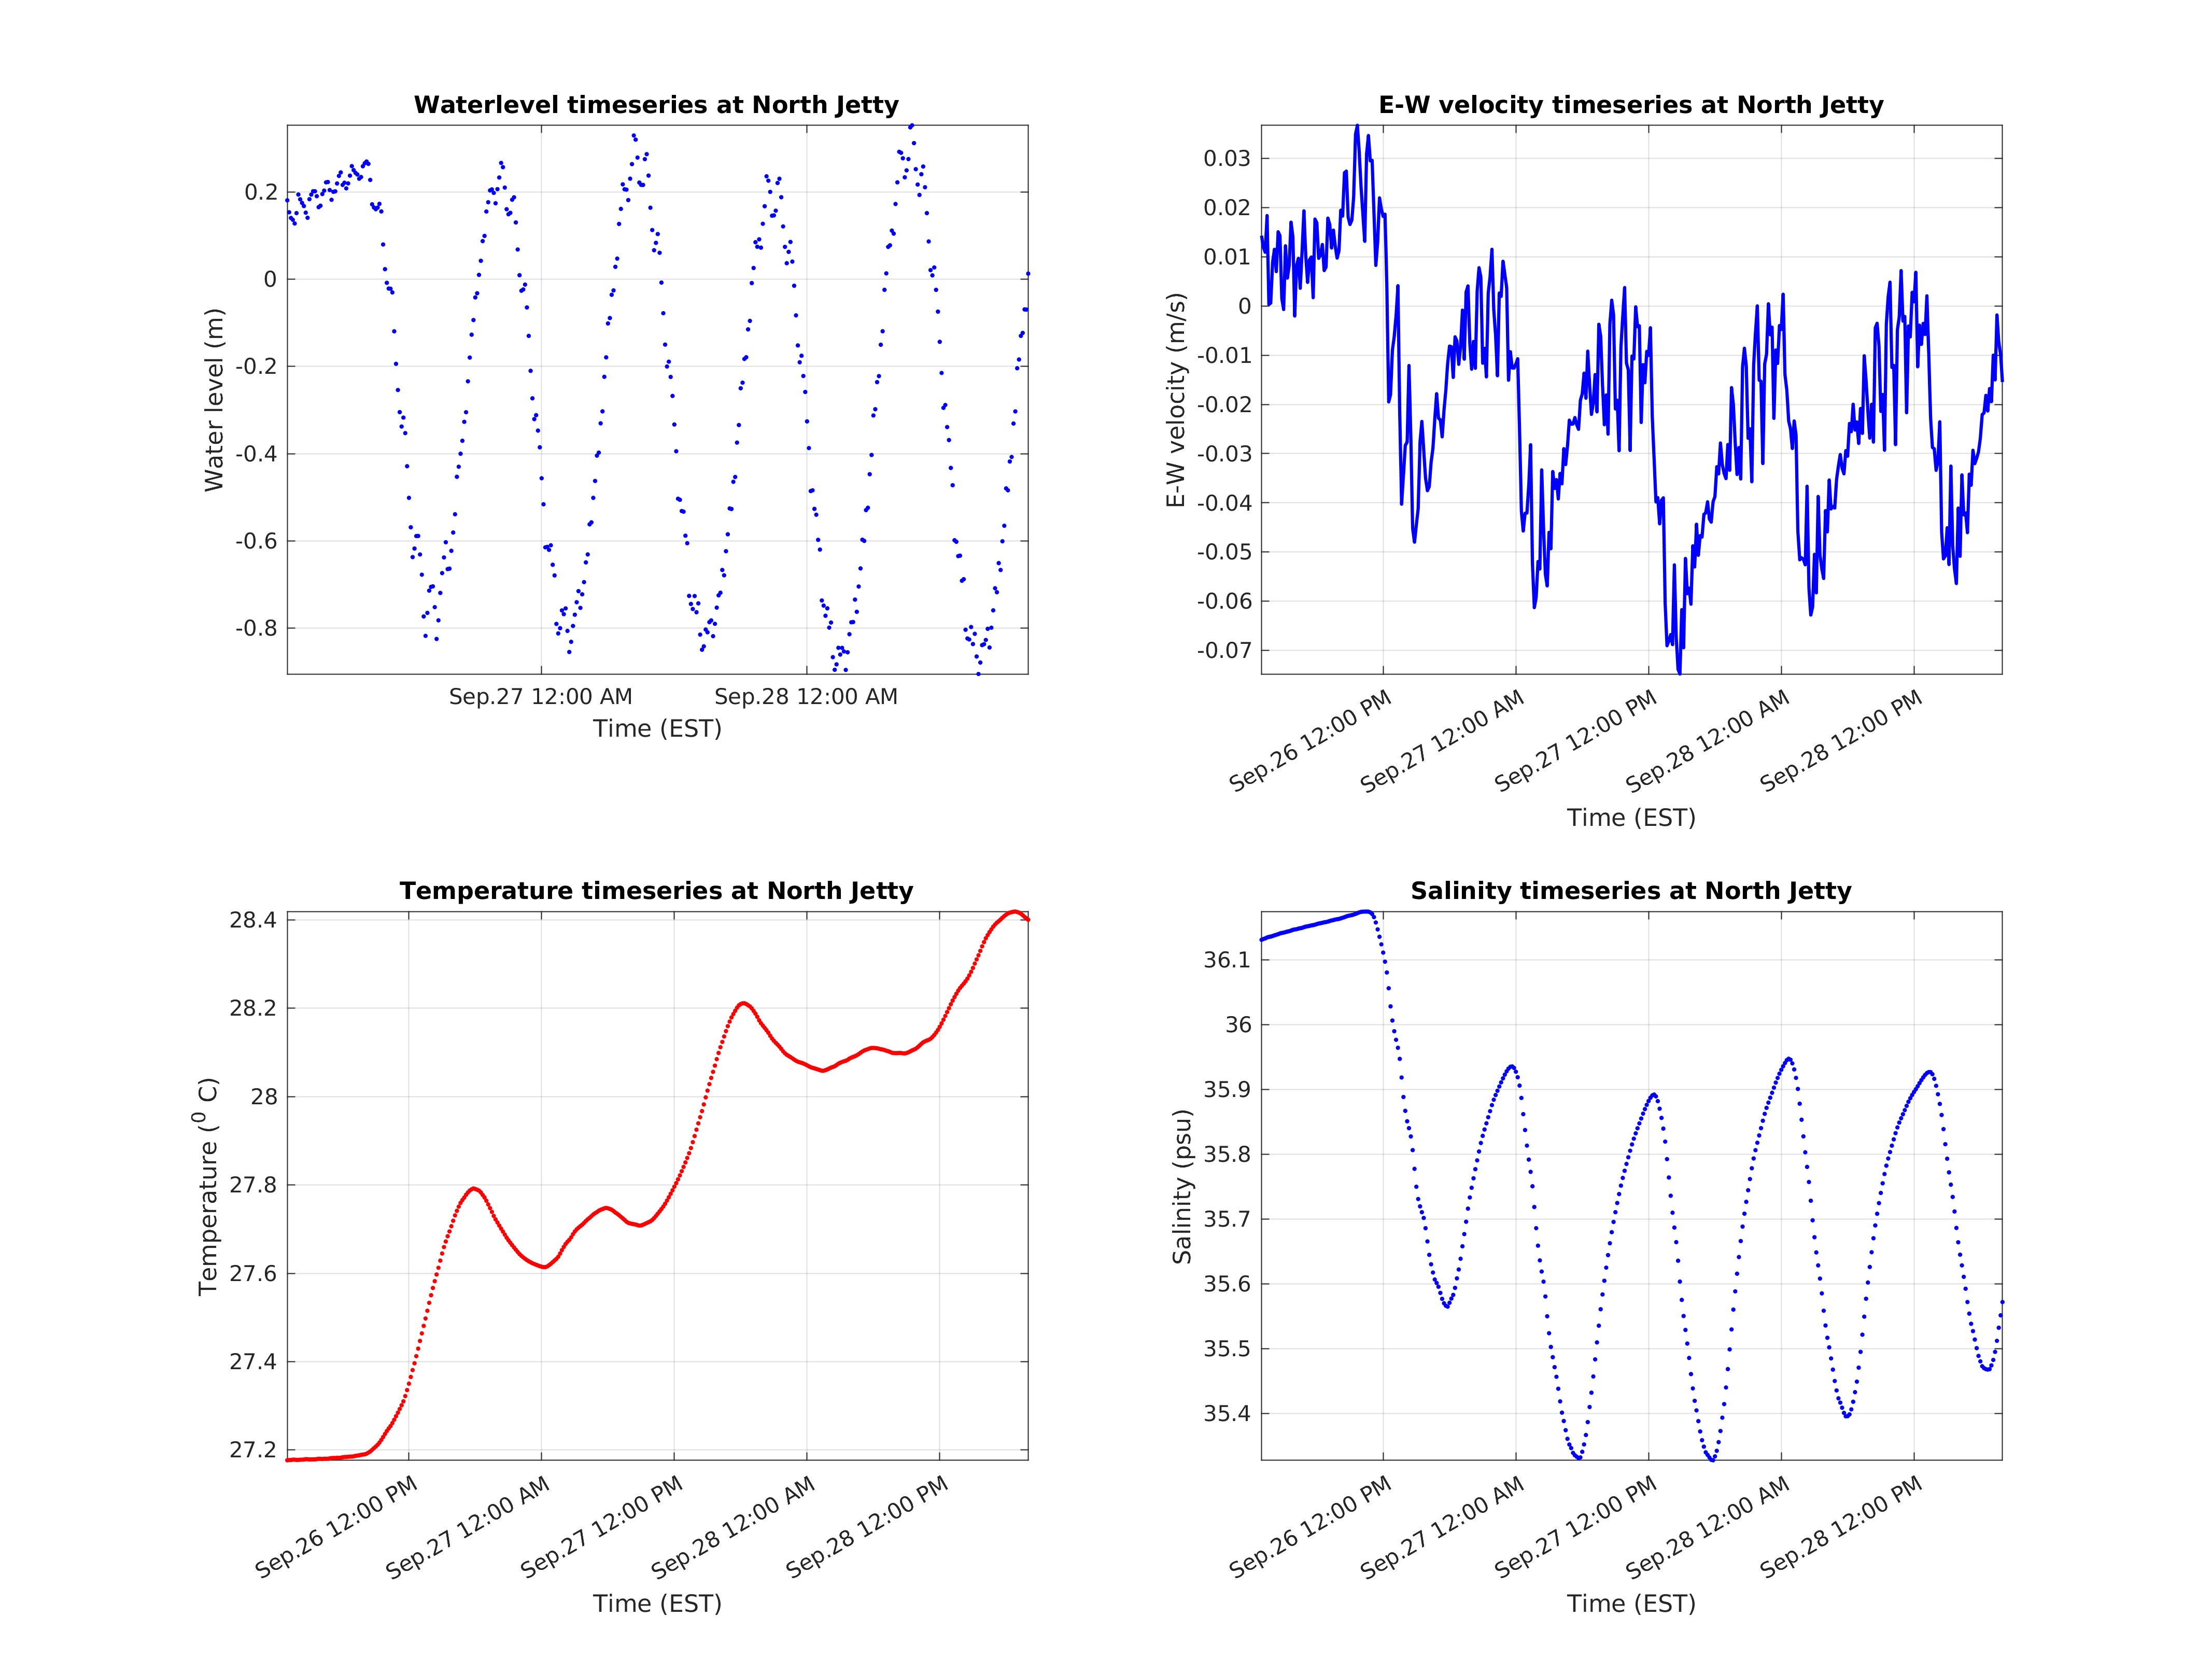 Waterlevel timeseries at North Jetty
0.2
0
-0.2
-0.4
-0.6
-0.8
Water level (m)
Sep.27 12:00 AM
Sep.28 12:00 AM
Time (EST)
E-W velocity timeseries at North Jetty
0.03
0.02
0.01
0
-0.01
-0.02
-0.03
-0.04
-0.05
-0.06
-0.07
E-W velocity (m/s)
Sep.26 12:00 PM
Sep.27 12:00 AM
Sep.27 12:00 PM
Sep.28 12:00 AM
Sep.28 12:00 PM
Time (EST)
Temperature timeseries at North Jetty
28.4
28.2
28
27.8
27.6
27.4
27.2
Temperature (⁰ C)
Sep.26 12:00 PM
Sep.27 12:00 AM
Sep.27 12:00 PM
Sep.28 12:00 AM
Sep.28 12:00 PM
Time (EST)
Salinity timeseries at North Jetty
36.1
36
35.9
35.8
35.7
35.6
35.5
35.4
Salinity (psu)
Sep.26 12:00 PM
Sep.27 12:00 AM
Sep.27 12:00 PM
Sep.28 12:00 AM
Sep.28 12:00 PM
Time (EST)